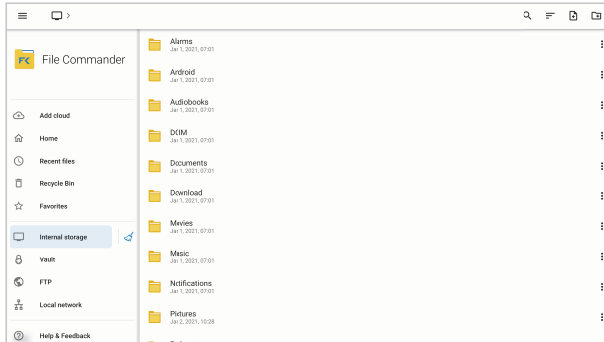 File Commander
Add cloud
Home
Recent files
Recycle Bin
Favorites
Internal storage
Vault
FTP
Local network
Help & Feedback
Alarms
Jan 1, 2021, 07:01
Android
Jan 1, 2021, 07:01
Audiobooks
Jan 1, 2021, 07:01
DCIM
Jan 1, 2021, 07:01
Documents
Jan 1, 2021, 07:01
Download
Jan 1, 2021, 07:01
Movies
Jan 1, 2021, 07:01
Music
Jan 1, 2021, 07:01
Notifications
Jan 1, 2021, 07:01
Pictures
Jan 2, 2021, 10:28